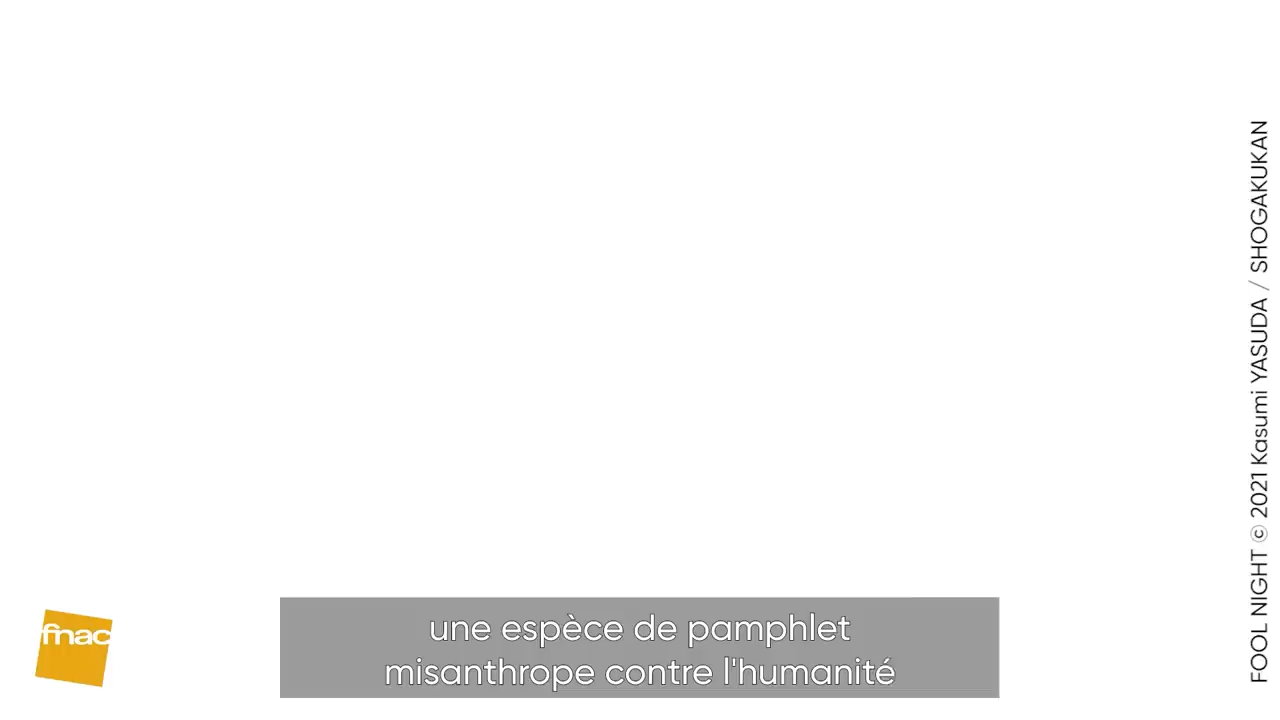 fnac
une espèce de pamphlet
misanthrope contre l'humanité
FOOL NIGHT © 2021 Kasumi YASUDA / SHOGAKUKAN